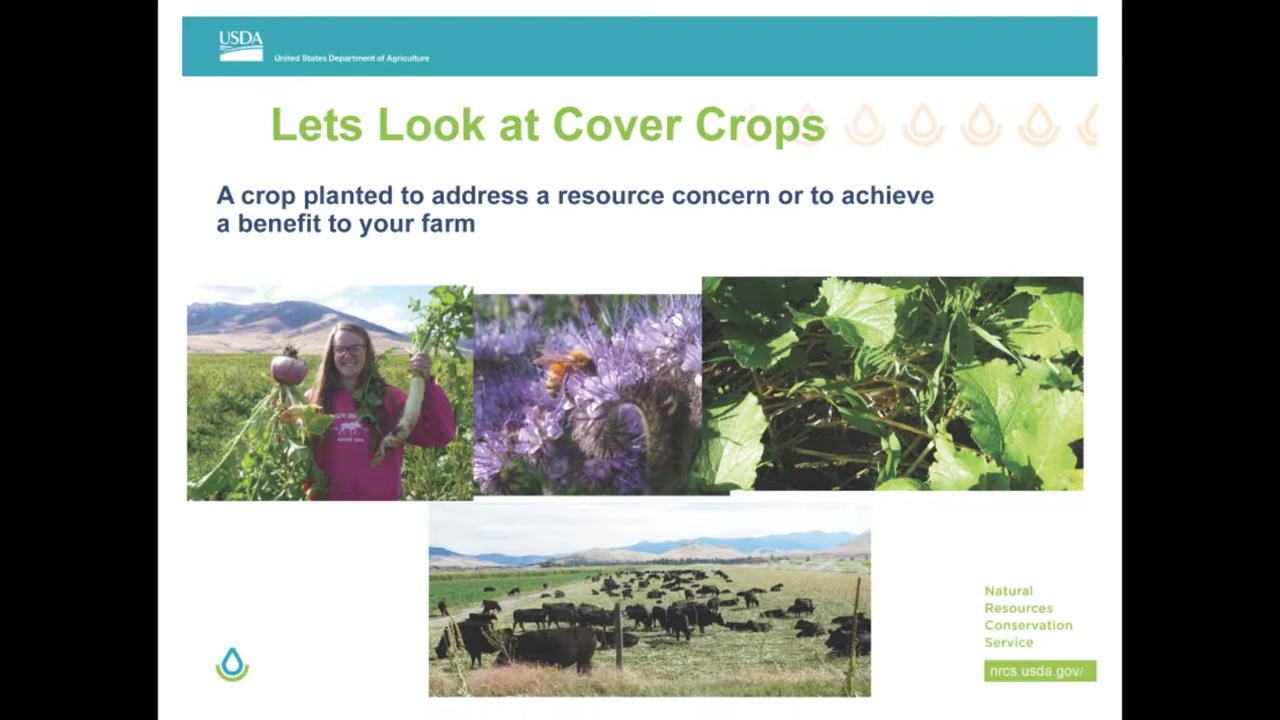 USDA
United States Department of Agriculture
Lets Look at Cover Crops
A crop planted to address a resource concern or to achieve
a benefit to your farm
Natural
Resources
Conservation
Service
nrcs.usda.gov/